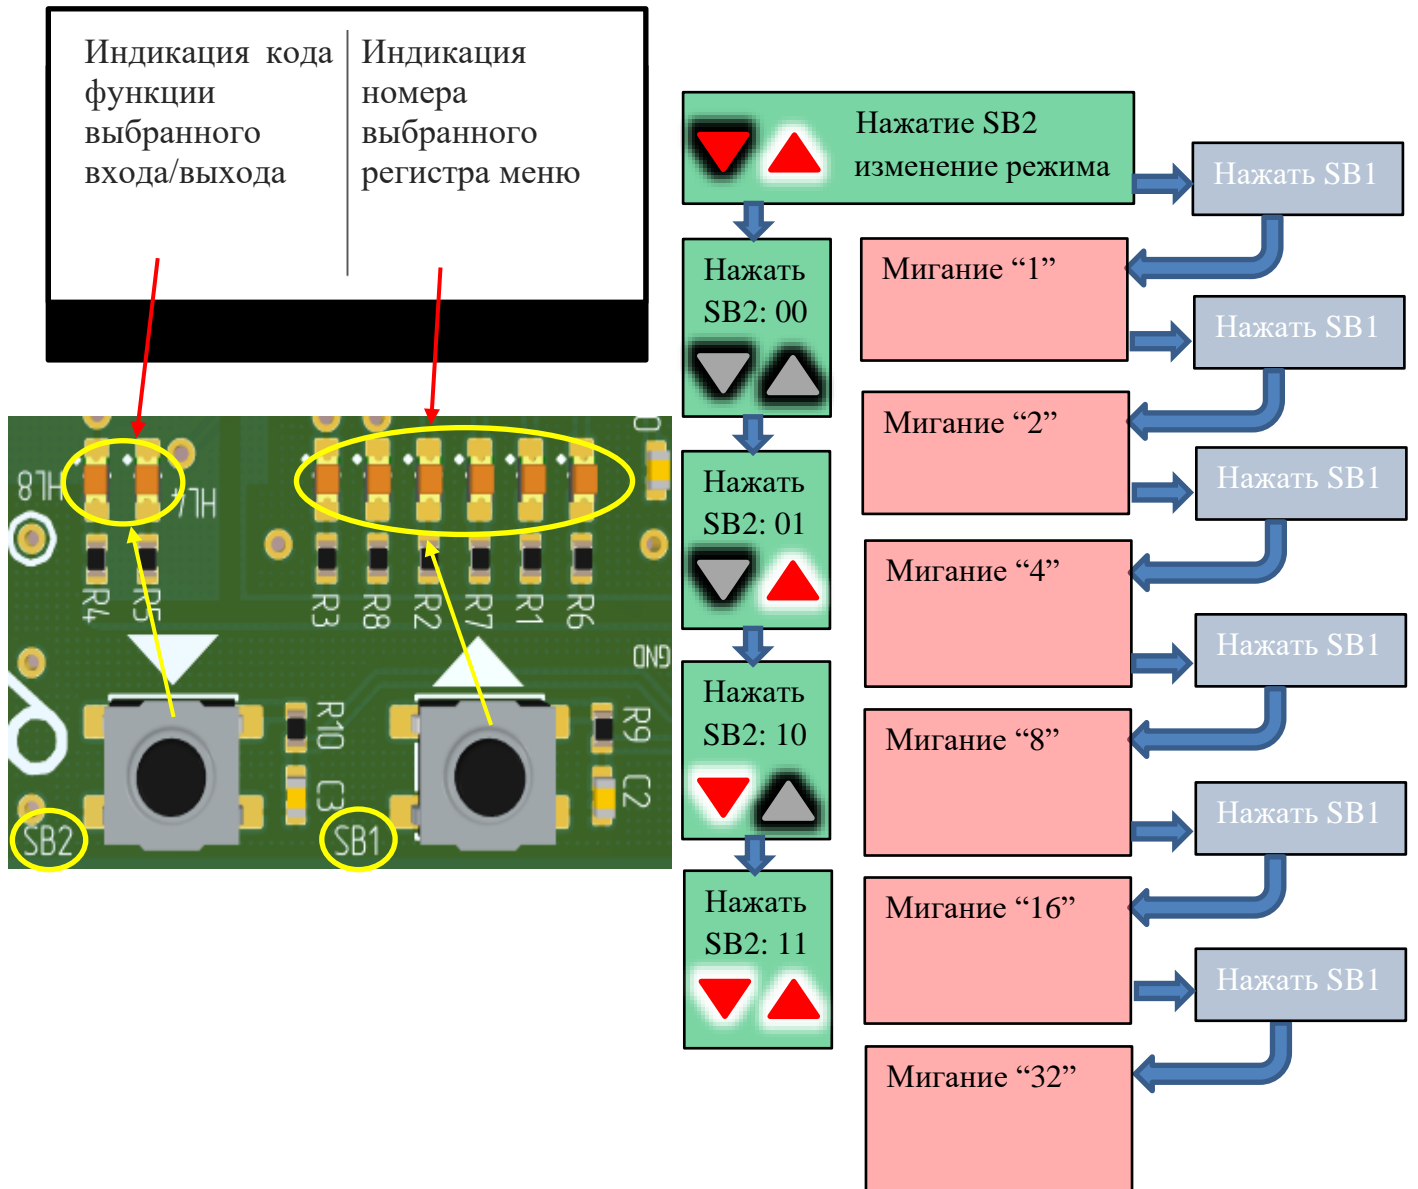 Индикация кода
функции
выбранного
входа/выхода
Индикация
номера
выбранного
регистра меню
Нажатие SB2
изменение режима
Нажать SB1
Нажать
SB2: 00
Мигание “1”
Нажать SB1
Мигание “2”
Нажать
SB2: 01
Нажать SB1
Мигание “4”
Нажать SB1
Нажать
SB2: 10
Мигание “8”
Нажать SB1
Нажать
SB2: 11
Мигание “16”
Нажать SB1
Мигание “32”
HL8
HL4
R4
R5
R3
R8
R2
R7
R1
R6
GND
R10
C3
R9
C2
SB2
SB1